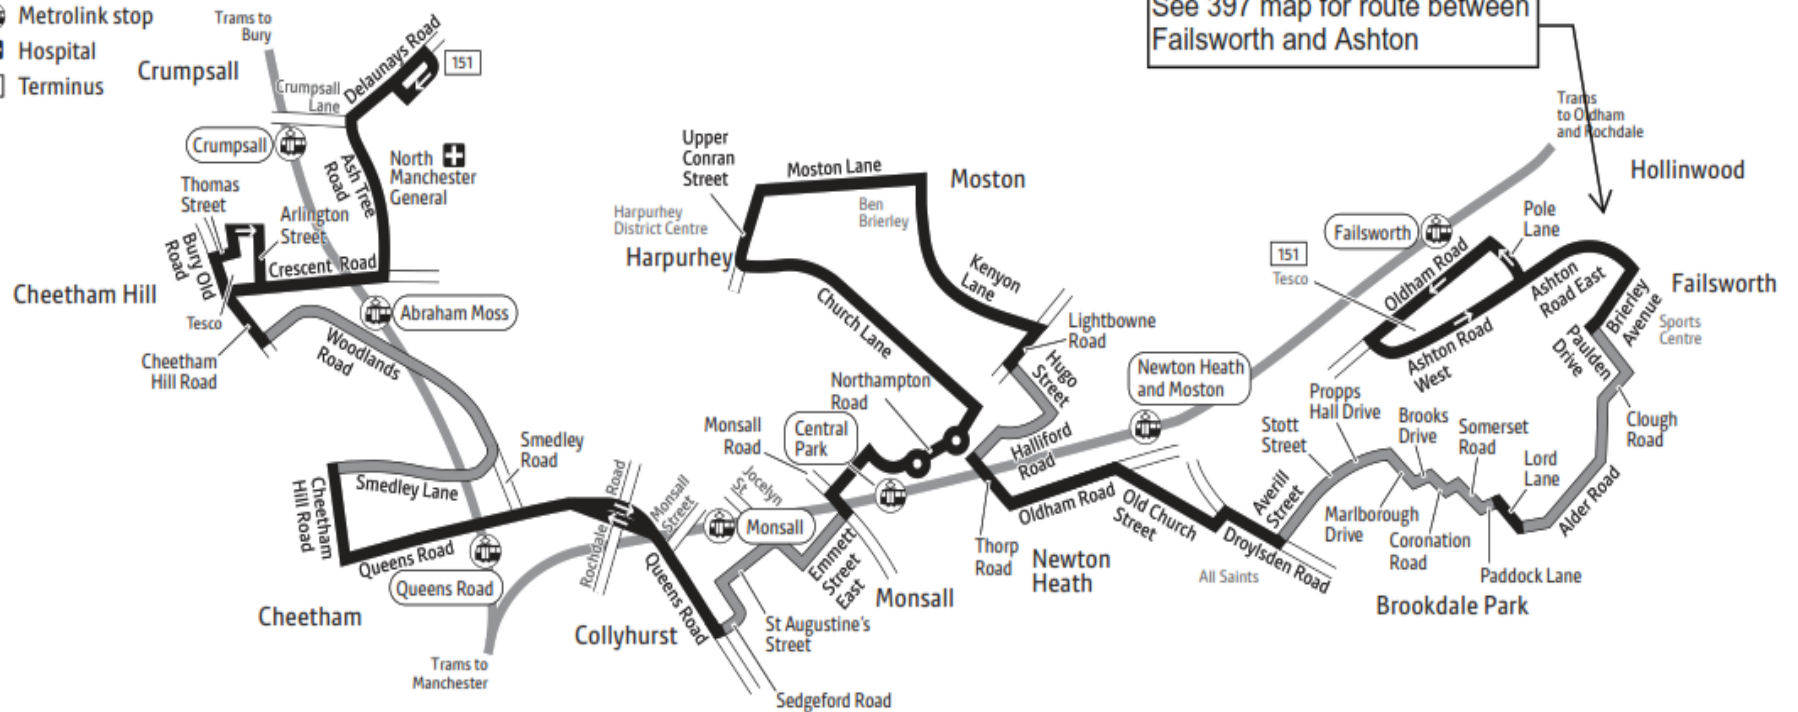 Metrolink stop
Hospital
Terminus
Trams to
Bury
Crumpsall
Crumpsall
Lane
Delaunays Road
151
Crumpsall
Ash Tree
Road
North
Manchester
General
Thomas
Street
Arlington
Street
Bury Old
Road
Crescent Road
Cheetham Hill
Tesco
Abraham Moss
Cheetham
Hill Road
Woodlands
Road
Smedley
Road
Smedley Lane
Cheetham
Hill Road
Queens Road
Queens Road
Cheetham
Trams to
Manchester
Rochdale Road
Monsall
Street
Jocelyn
St
Collyhurst
Queens Road
Monsall
Emmett
Street
East
St Augustine's
Street
Sedgeford Road
Monsall
Monsall
Road
Central
Park
Northampton
Road
Upper
Conran
Street
Moston Lane
Moston
Harpurhey
District Centre
Ben
Brierley
Harpurhey
Church Lane
Kenyon
Lane
Lightbowne
Road
Hugo
Street
Halliford
Road
Newton Heath
and Moston
Thorp
Road
Oldham Road
Newton
Heath
Old Church
Street
All Saints
Droylsden Road
Averill
Street
Stott
Street
Propps
Hall Drive
Brooks
Drive
Somerset
Road
Lord
Lane
Marlborough
Drive
Coronation
Road
Paddock Lane
Brookdale Park
Alder Road
Clough
Road
Paulden
Drive
Brierley
Avenue
Sports
Centre
Failsworth
Ashton
Road East
Ashton Road
West
Oldham Road
Pole
Lane
Failsworth
151
Tesco
Hollinwood
Trams
to Oldham
and Rochdale
See 397 map for route between
Failsworth and Ashton